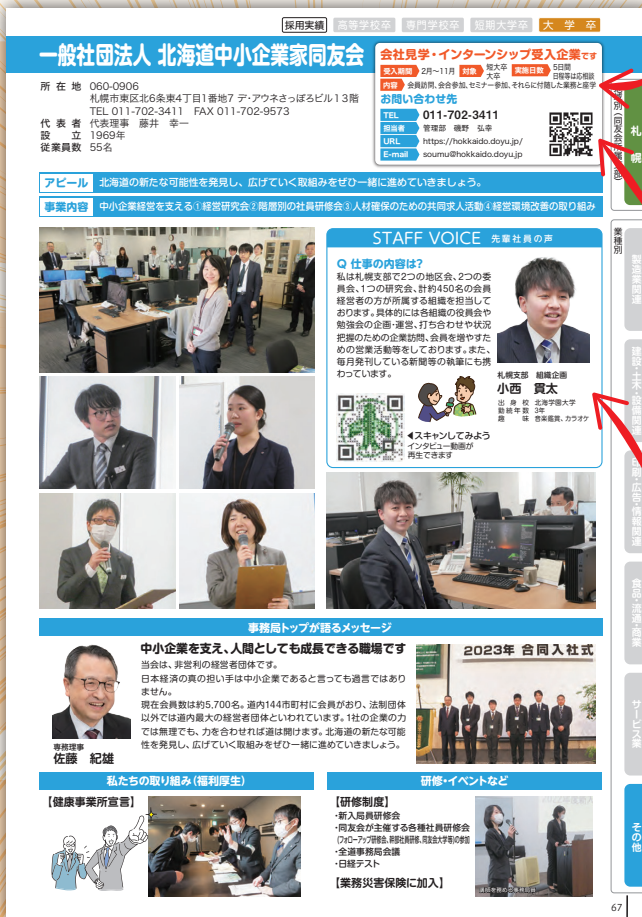 採用実績 高等学校卒 専門学校卒 短期大学卒 大学卒
一般社団法人 北海道中小企業家同友会
所在地 060-0906
札幌市東区北6条東4丁目1番地7 デ・アウネさっぽろビル13階
TEL 011-702-3411 FAX 011-702-9573
代表者 代表理事 藤井 幸一
設立 1969年
従業員数 55名
会社見学・インターンシップ受入企業です
受入期間 2月〜11月 対象 短大卒 大卒 実施日数 5日間 日程等は応相談
内容 会員訪問、会合参加、セミナー参加、それらに付随した業務と座学
お問い合わせ先
TEL 011-702-3411
担当者 管理部 磯野 弘幸
URL https://hokkaido.doyu.jp/
E-mail soumu@hokkaido.doyu.jp
アピール 北海道の新たな可能性を発見し、広げていく取組みをぜひ一緒に進めていきましょう。
事業内容 中小企業経営を支える①経営研究会②階層別の社員研修会③人材確保のための共同求人活動④経営環境改善の取り組み
STAFF VOICE 先輩社員の声
Q 仕事の内容は?
私は札幌支部で2つの地区会、2つの委
員会、1つの研究会、計約450名の会員
経営者の方が所属する組織を担当して
おります。具体的には各組織の役員会や
勉強会の企画・運営、打ち合わせや状況
把握のための企業訪問、会員を増やすた
めの営業活動等をしております。また、
毎月発刊している新聞等の執筆にも携
わっています。
札幌支部 組織企画
小西 貫太
出身校 北海学園大学
勤続年数 3年
趣味 音楽鑑賞、カラオケ
◀スキャンしてみよう
インタビュー動画が
再生できます
事務局トップが語るメッセージ
中小企業を支え、人間としても成長できる職場です
当会は、非営利の経営者団体です。
日本経済の真の担い手は中小企業であると言っても過言ではあり
ません。
現在会員数は約5,700名。道内144市町村に会員がおり、法制団体
以外では道内最大の経営者団体といわれています。1社の企業の力
では無理でも、力を合わせれば道は開けます。北海道の新たな可能
性を発見し、広げていく取組みをぜひ一緒に進めていきましょう。
専務理事
佐藤 紀雄
2023年 合同入社式
私たちの取り組み(福利厚生)
【健康事業所宣言】
研修・イベントなど
【研修制度】
・新入局員研修会
・同友会が主催する各種社員研修会
(フォローアップ研修会、幹部社員研修、同友会大学等)の参加
・全道事務局会議
・日経テスト
【業務災害保険に加入】
講師を務める事務局員
札幌
業種別
製造業関連
建設・土木・設備関連
印刷・広告・情報関連
食品・流通・商業
サービス業
その他
67